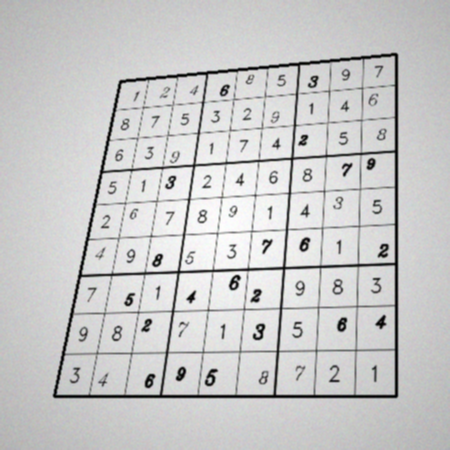 1 2 4 6 8 5 3 9 7
8 7 5 3 2 9 1 4 6
6 3 9 1 7 4 2 5 8
5 1 3 2 4 6 8 7 9
2 6 7 8 9 1 4 3 5
4 9 8 5 3 7 6 1 2
7 5 1 4 6 2 9 8 3
9 8 2 7 1 3 5 6 4
3 4 6 9 5 8 7 2 1